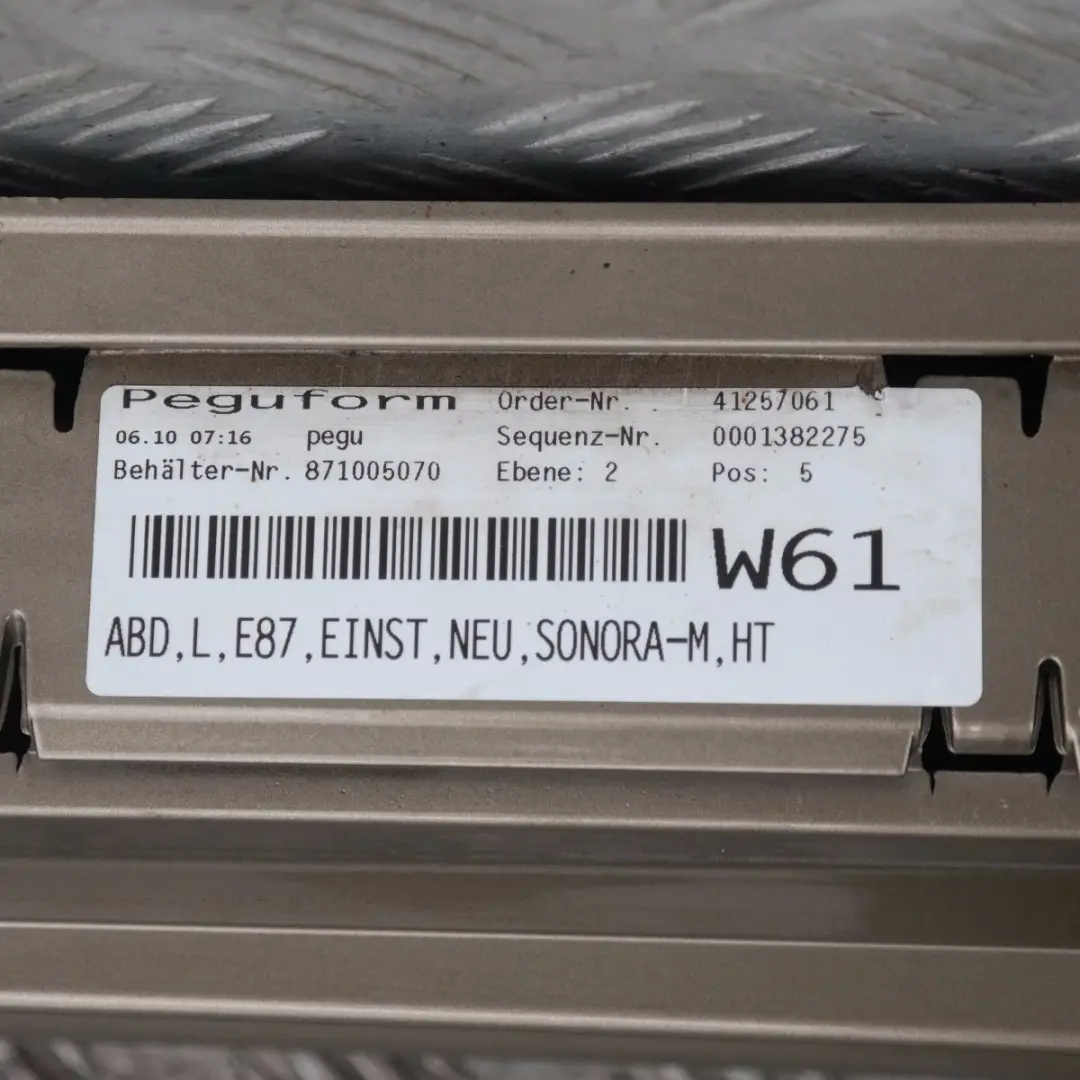 Peguform Order-Nr. 41257061
06.10 07:16 pegu Sequenz-Nr. 0001382275
Behälter-Nr. 871005070 Ebene: 2 Pos: 5
W61
ABD,L,E87,EINST,NEU,SONORA-M,HT